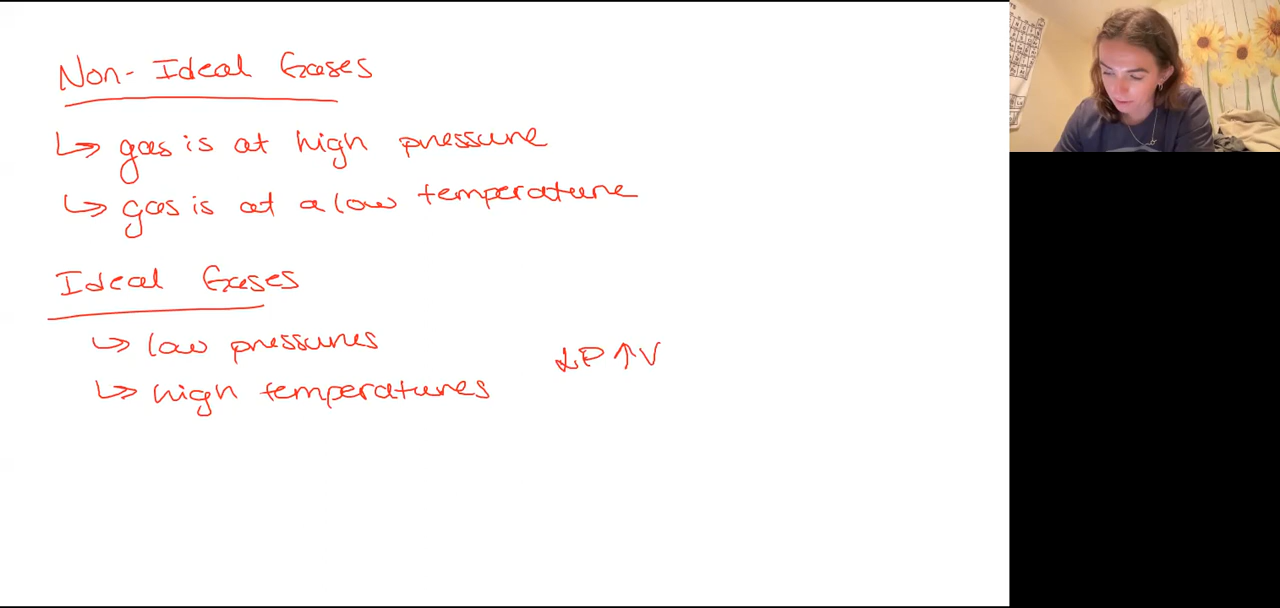 Non-Ideal Gases
↳ gas is at high pressure
↳ gas is at a low temperature
Ideal Gases
↳ low pressures
↳ high temperatures
↓P ↑V